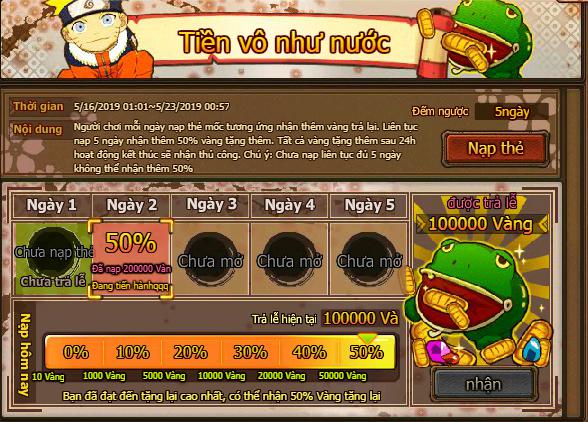 Tiền vô như nước
Thời gian 5/16/2019 01:01~5/23/2019 00:57
Đếm ngược 5ngày
Nội dung Người chơi mỗi ngày nạp thẻ mốc tương ứng nhận thêm vàng trả lại. Liên tục
nạp 5 ngày nhận thêm 50% vàng tặng thêm. Tất cả vàng tặng thêm sau 24h
hoạt động kết thúc sẽ nhận thủ công. Chú ý: Chưa nạp liên tục đủ 5 ngày
không thể nhận thêm 50%
Nạp thẻ
Ngày 1 Ngày 2 Ngày 3 Ngày 4 Ngày 5
được trả lễ
100000 Vàng
Chưa nạp thẻ
Chưa trả lễ
50%
Đã nạp 200000 Vàn
Đang tiến hànhqqq
Chưa mở Chưa mở Chưa mở
Nạp hôm nay
Trả lễ hiện tại 100000 Và
0% 10% 20% 30% 40% 50%
10 Vàng 1000 Vàng 5000 Vàng 10000 Vàng 20000 Vàng 50000 Vàng
Bạn đã đạt đến tặng lại cao nhất, có thể nhận 50% Vàng tặng lại
nhận